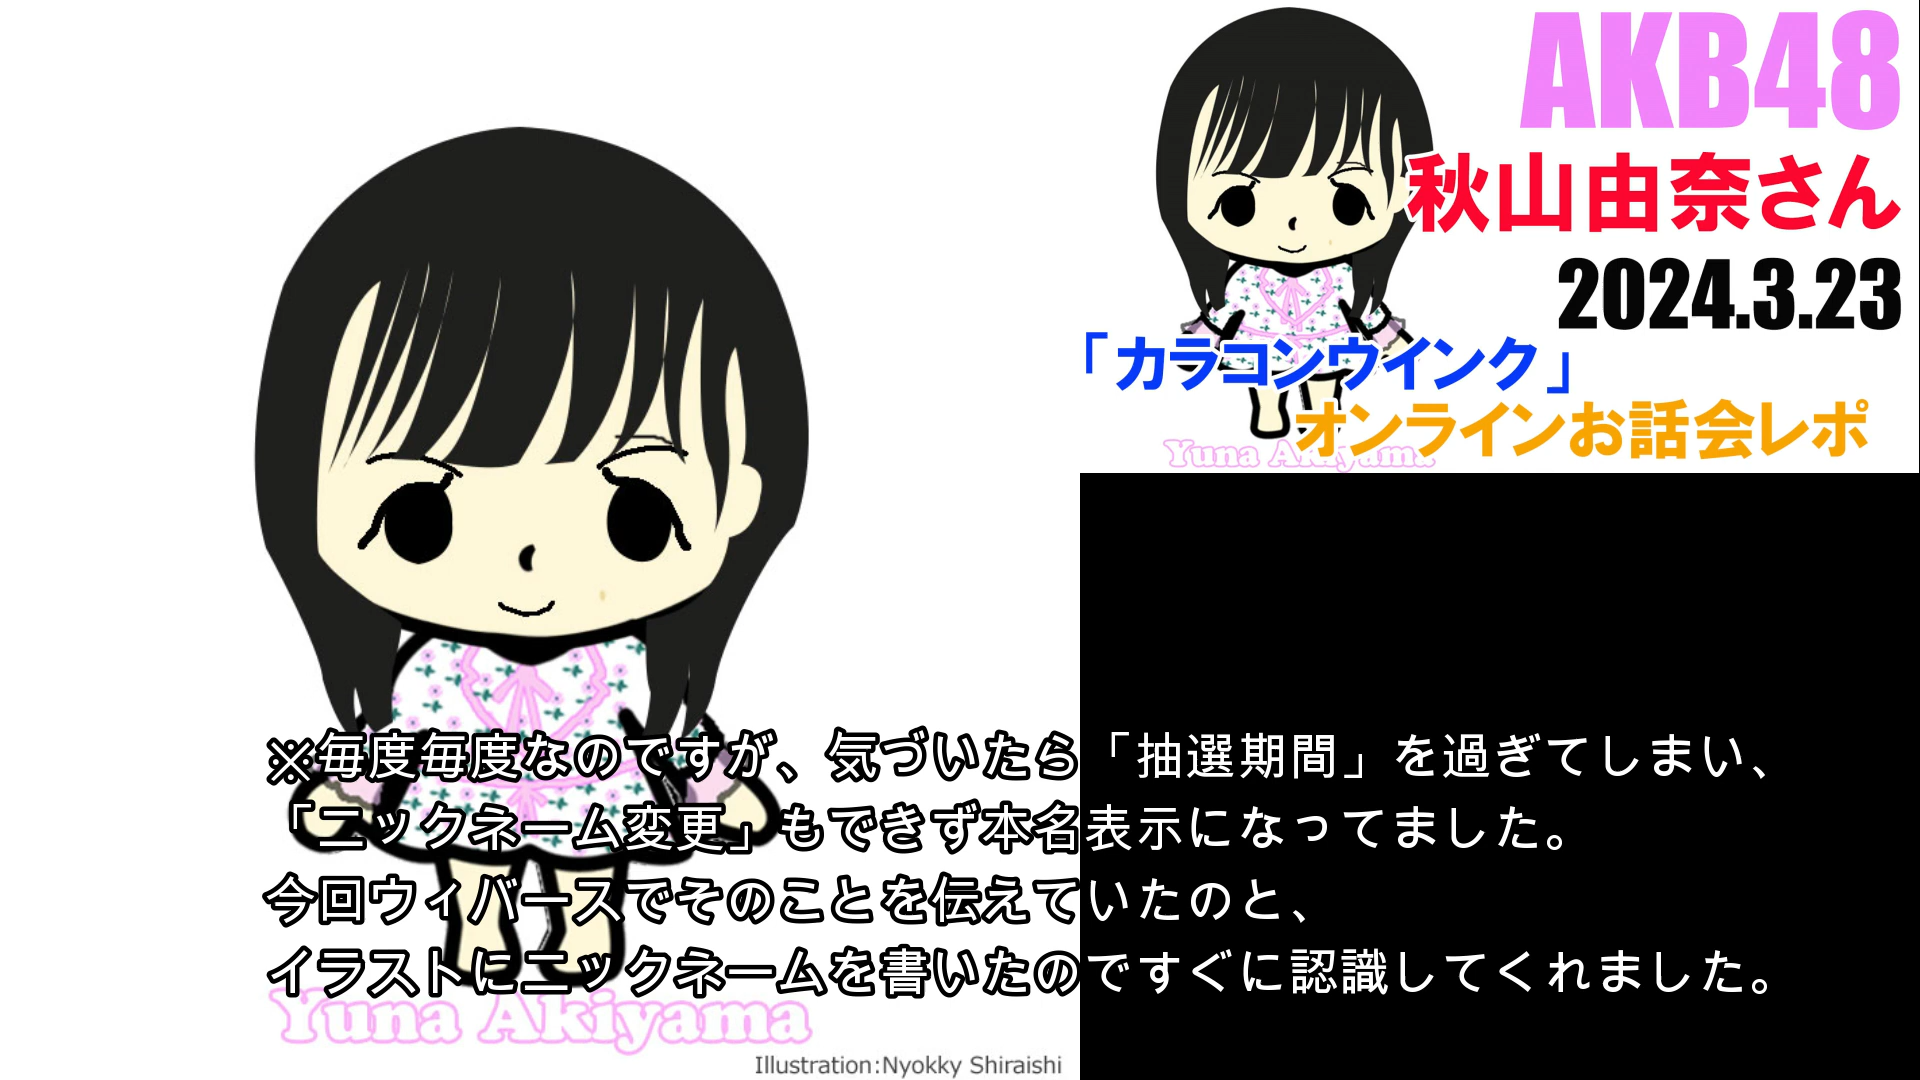 AKB48
秋山由奈さん
2024.3.23
「カラコンウインク」
オンラインお話会レポ
Yuna Akiyama
※毎度毎度なのですが、気づいたら「抽選期間」を過ぎてしまい、
「ニックネーム変更」もできず本名表示になってました。
今回ウィバースでそのことを伝えていたのと、
イラストにニックネームを書いたのですぐに認識してくれました。
Yuna Akiyama
Illustration:Nyokky Shiraishi